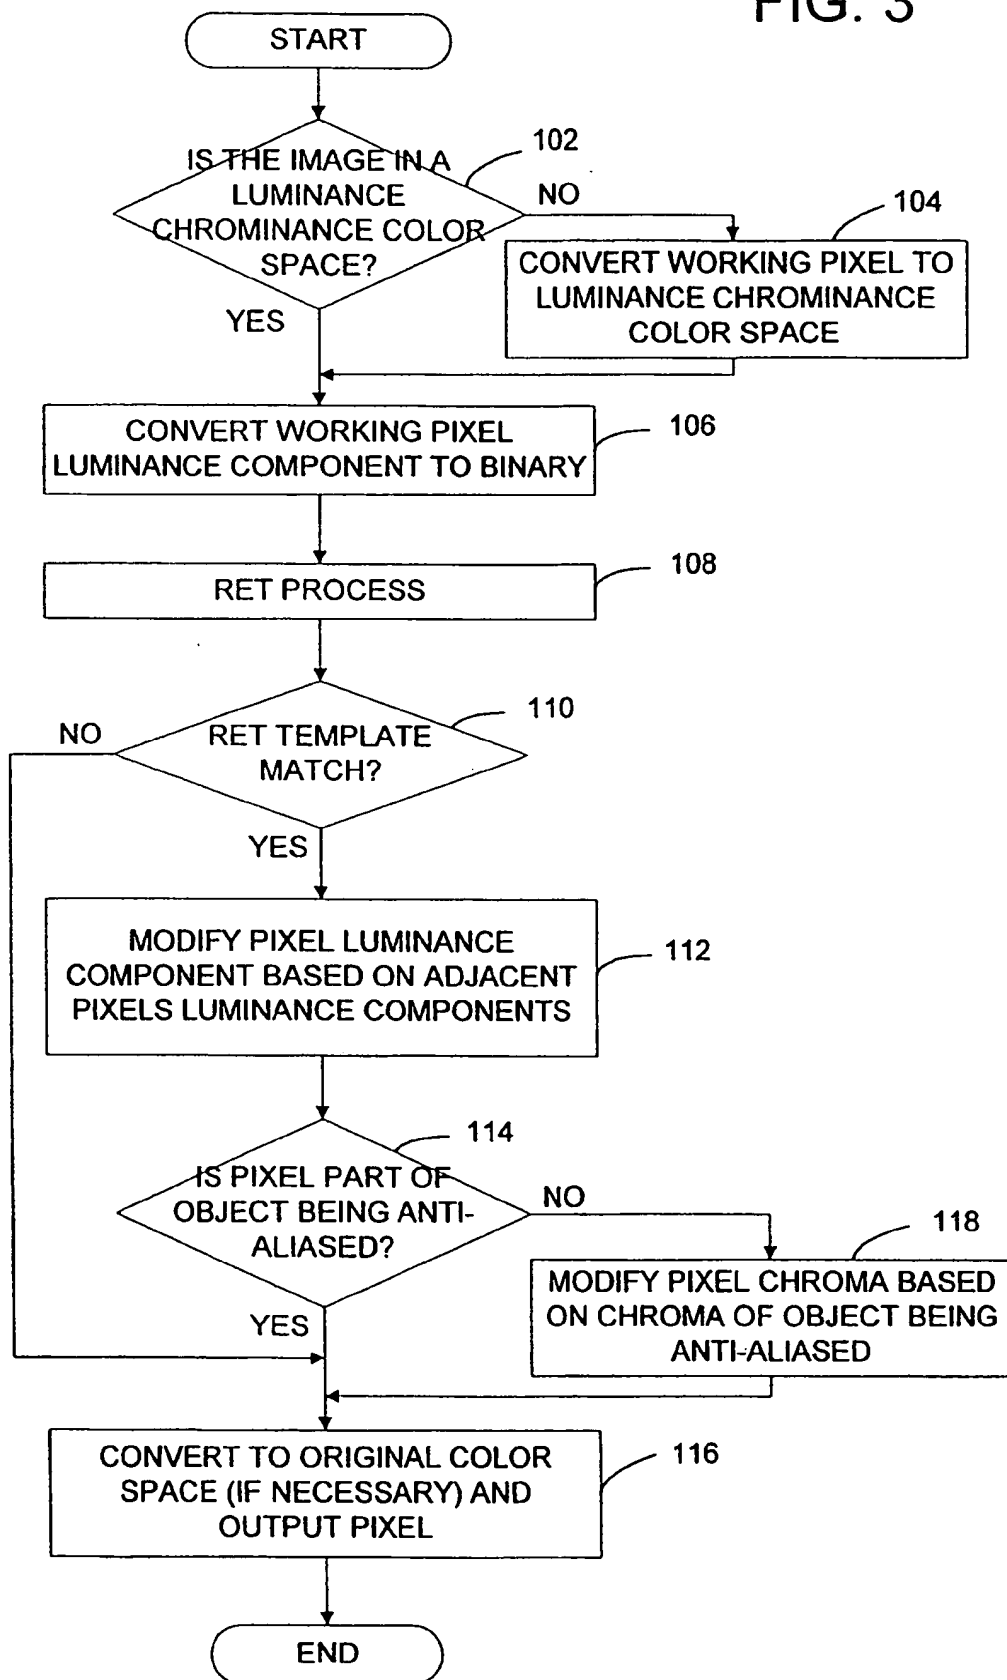 FIG. 3
START
102
IS THE IMAGE IN A
LUMINANCE
CHROMINANCE COLOR
SPACE?
NO
104
CONVERT WORKING PIXEL TO
LUMINANCE CHROMINANCE
COLOR SPACE
YES
CONVERT WORKING PIXEL
LUMINANCE COMPONENT TO BINARY
106
RET PROCESS
108
RET TEMPLATE
MATCH?
110
NO
YES
MODIFY PIXEL LUMINANCE
COMPONENT BASED ON ADJACENT
PIXELS LUMINANCE COMPONENTS
112
114
IS PIXEL PART OF
OBJECT BEING ANTI-
ALIASED?
NO
118
MODIFY PIXEL CHROMA BASED
ON CHROMA OF OBJECT BEING
ANTI-ALIASED
YES
CONVERT TO ORIGINAL COLOR
SPACE (IF NECESSARY) AND
OUTPUT PIXEL
116
END